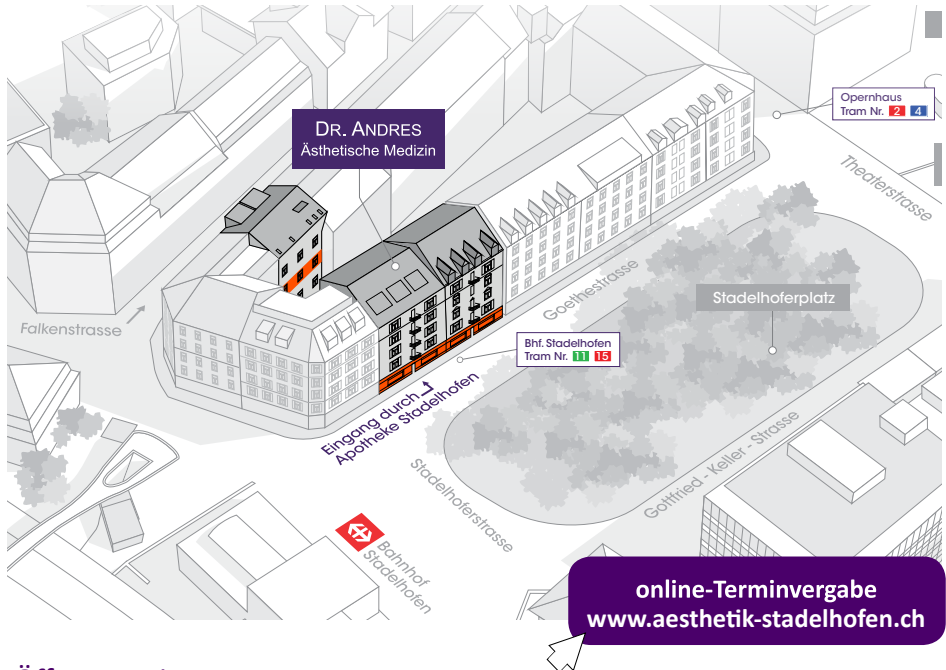 Opernhaus
Tram Nr. 2 4
DR. ANDRES
Ästhetische Medizin
Theaterstrasse
Stadelhoferplatz
Goethestrasse
Falkenstrasse
Bhf. Stadelhofen
Tram Nr. 11 15
Eingang durch
Apotheke Stadelhofen
Stadelhoferstrasse
Gottfried - Keller - Strasse
Bahnhof
Stadelhofen
online-Terminvergabe
www.aesthetik-stadelhofen.ch